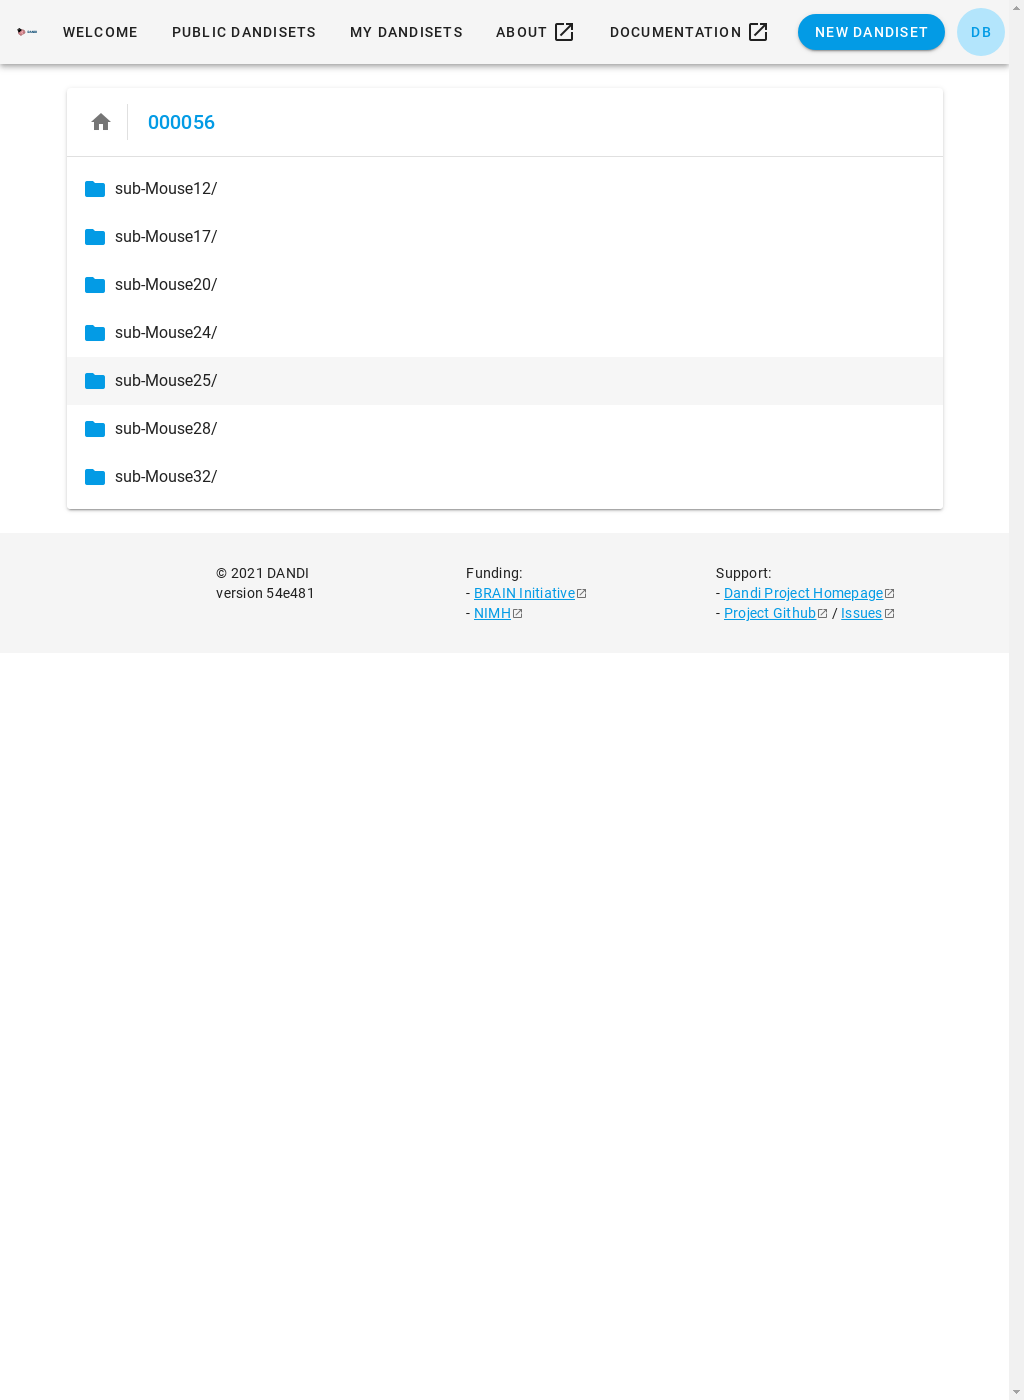 WELCOME PUBLIC DANDISETS MY DANDISETS ABOUT DOCUMENTATION NEW DANDISET DB
000056
sub-Mouse12/
sub-Mouse17/
sub-Mouse20/
sub-Mouse24/
sub-Mouse25/
sub-Mouse28/
sub-Mouse32/
© 2021 DANDI
version 54e481
Funding:
- BRAIN Initiative
- NIMH
Support:
- Dandi Project Homepage
- Project Github / Issues